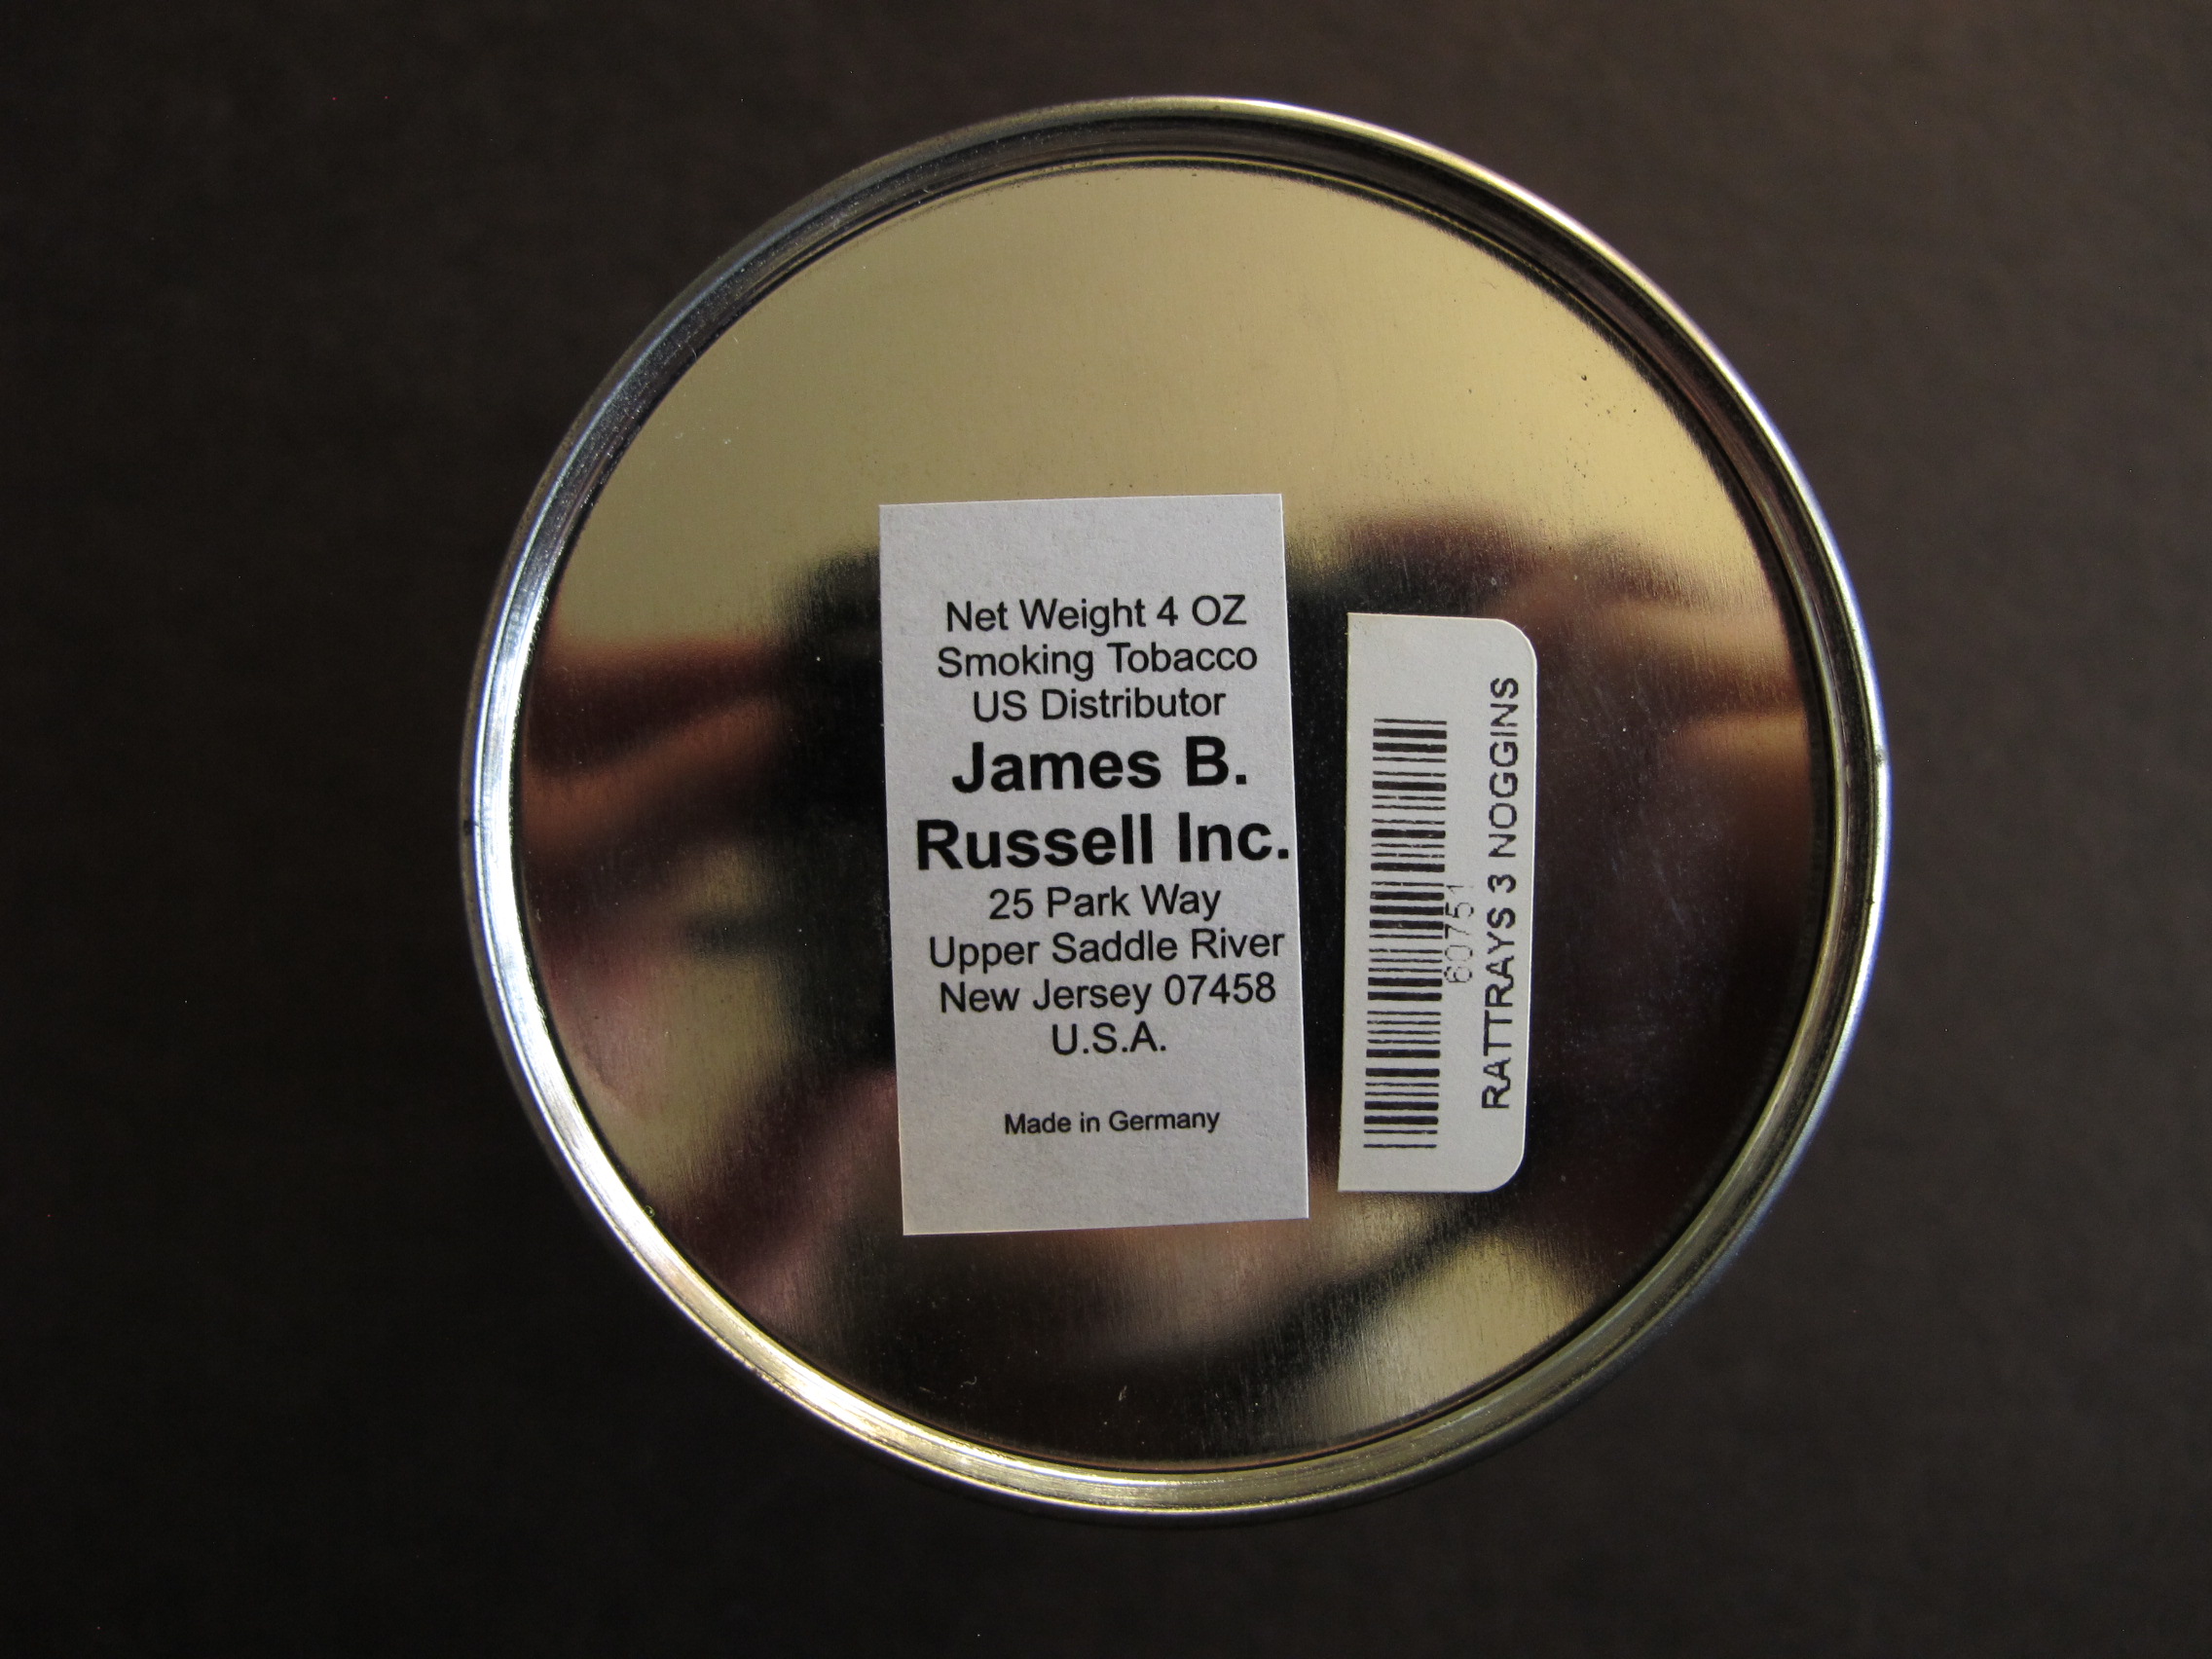 Net Weight 4 OZ
Smoking Tobacco
US Distributor
James B.
Russell Inc.
25 Park Way
Upper Saddle River
New Jersey 07458
U.S.A.
Made in Germany
60751
RATTRAYS 3 NOGGINS